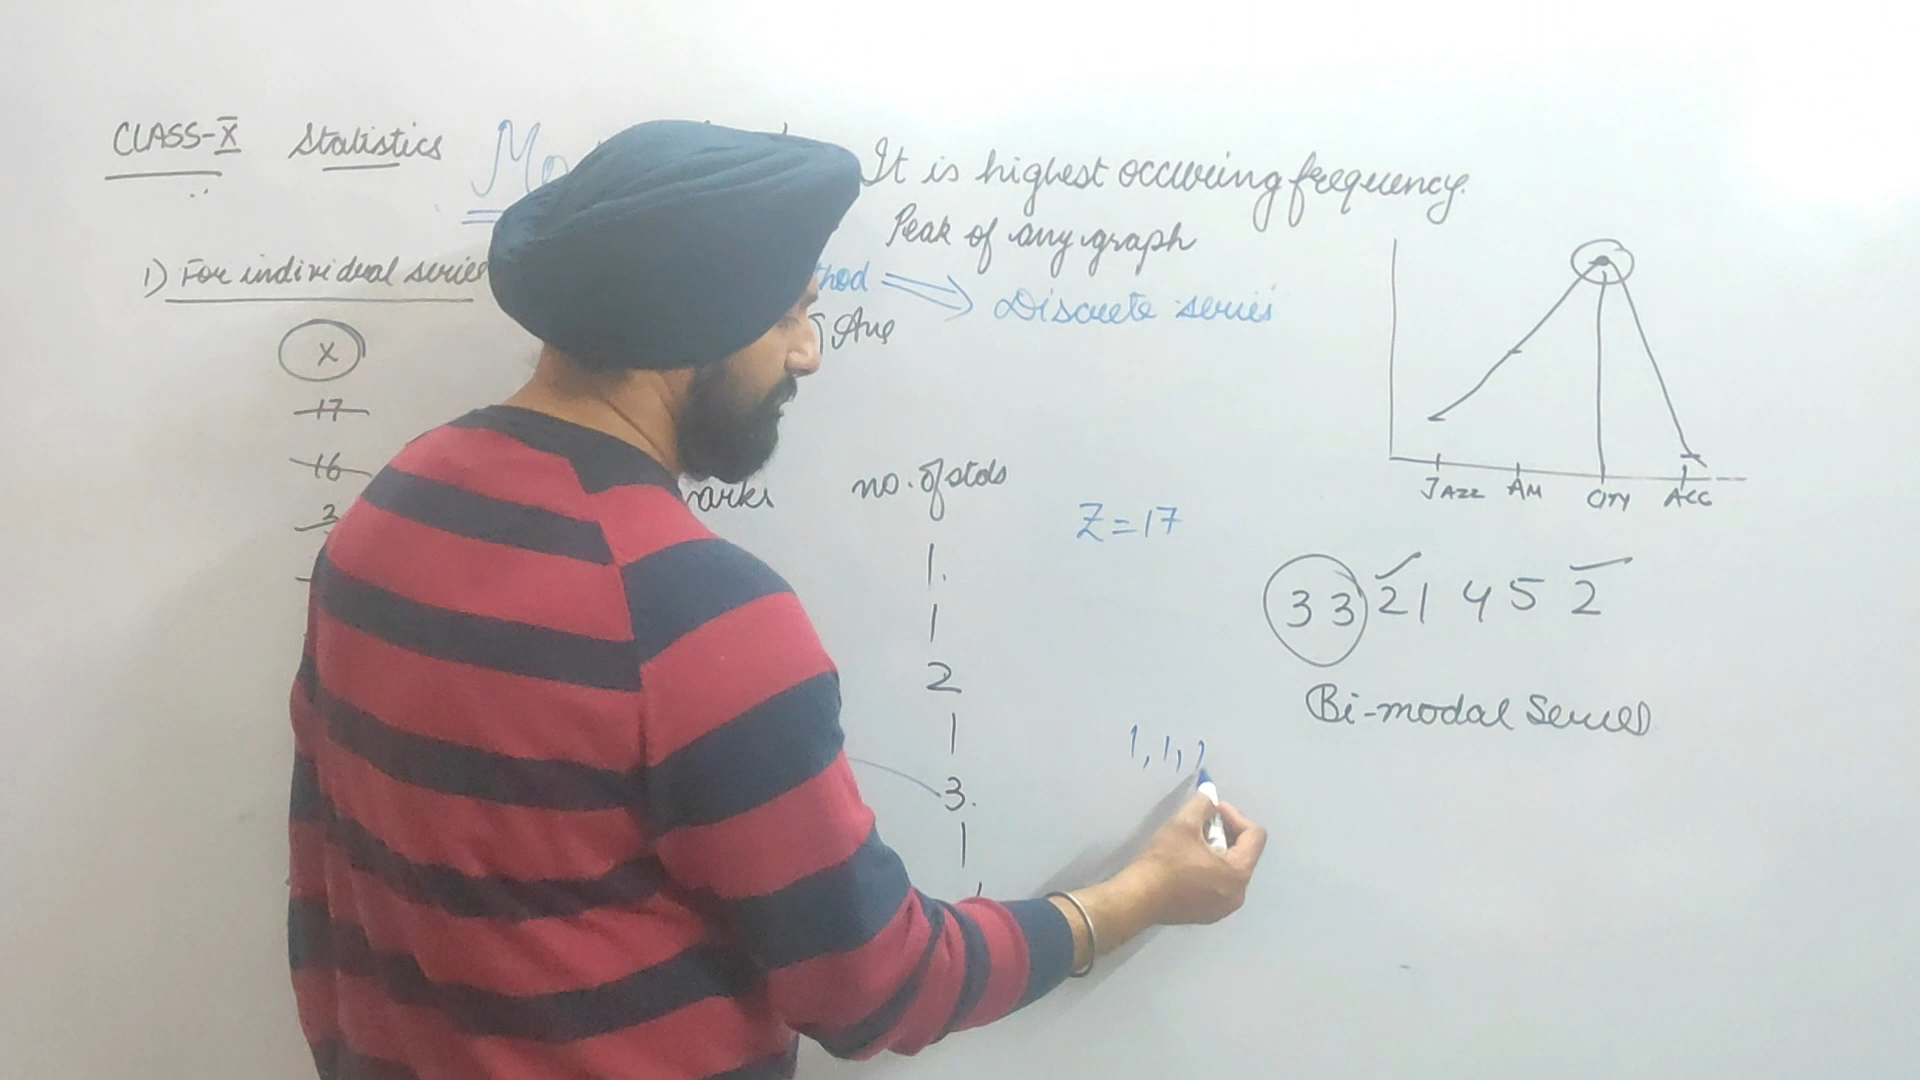 CLASS-X Statistics
It is highest occuring frequency.
Peak of any graph
1) For individual series
Discrete series
X
17
16
3
no. of stds
1.
1
2
1
3.
1
Z = 17
JAZZ AM CITY ACC
3 3 2 1 4 5 2
Bi-modal Series
1, 1,